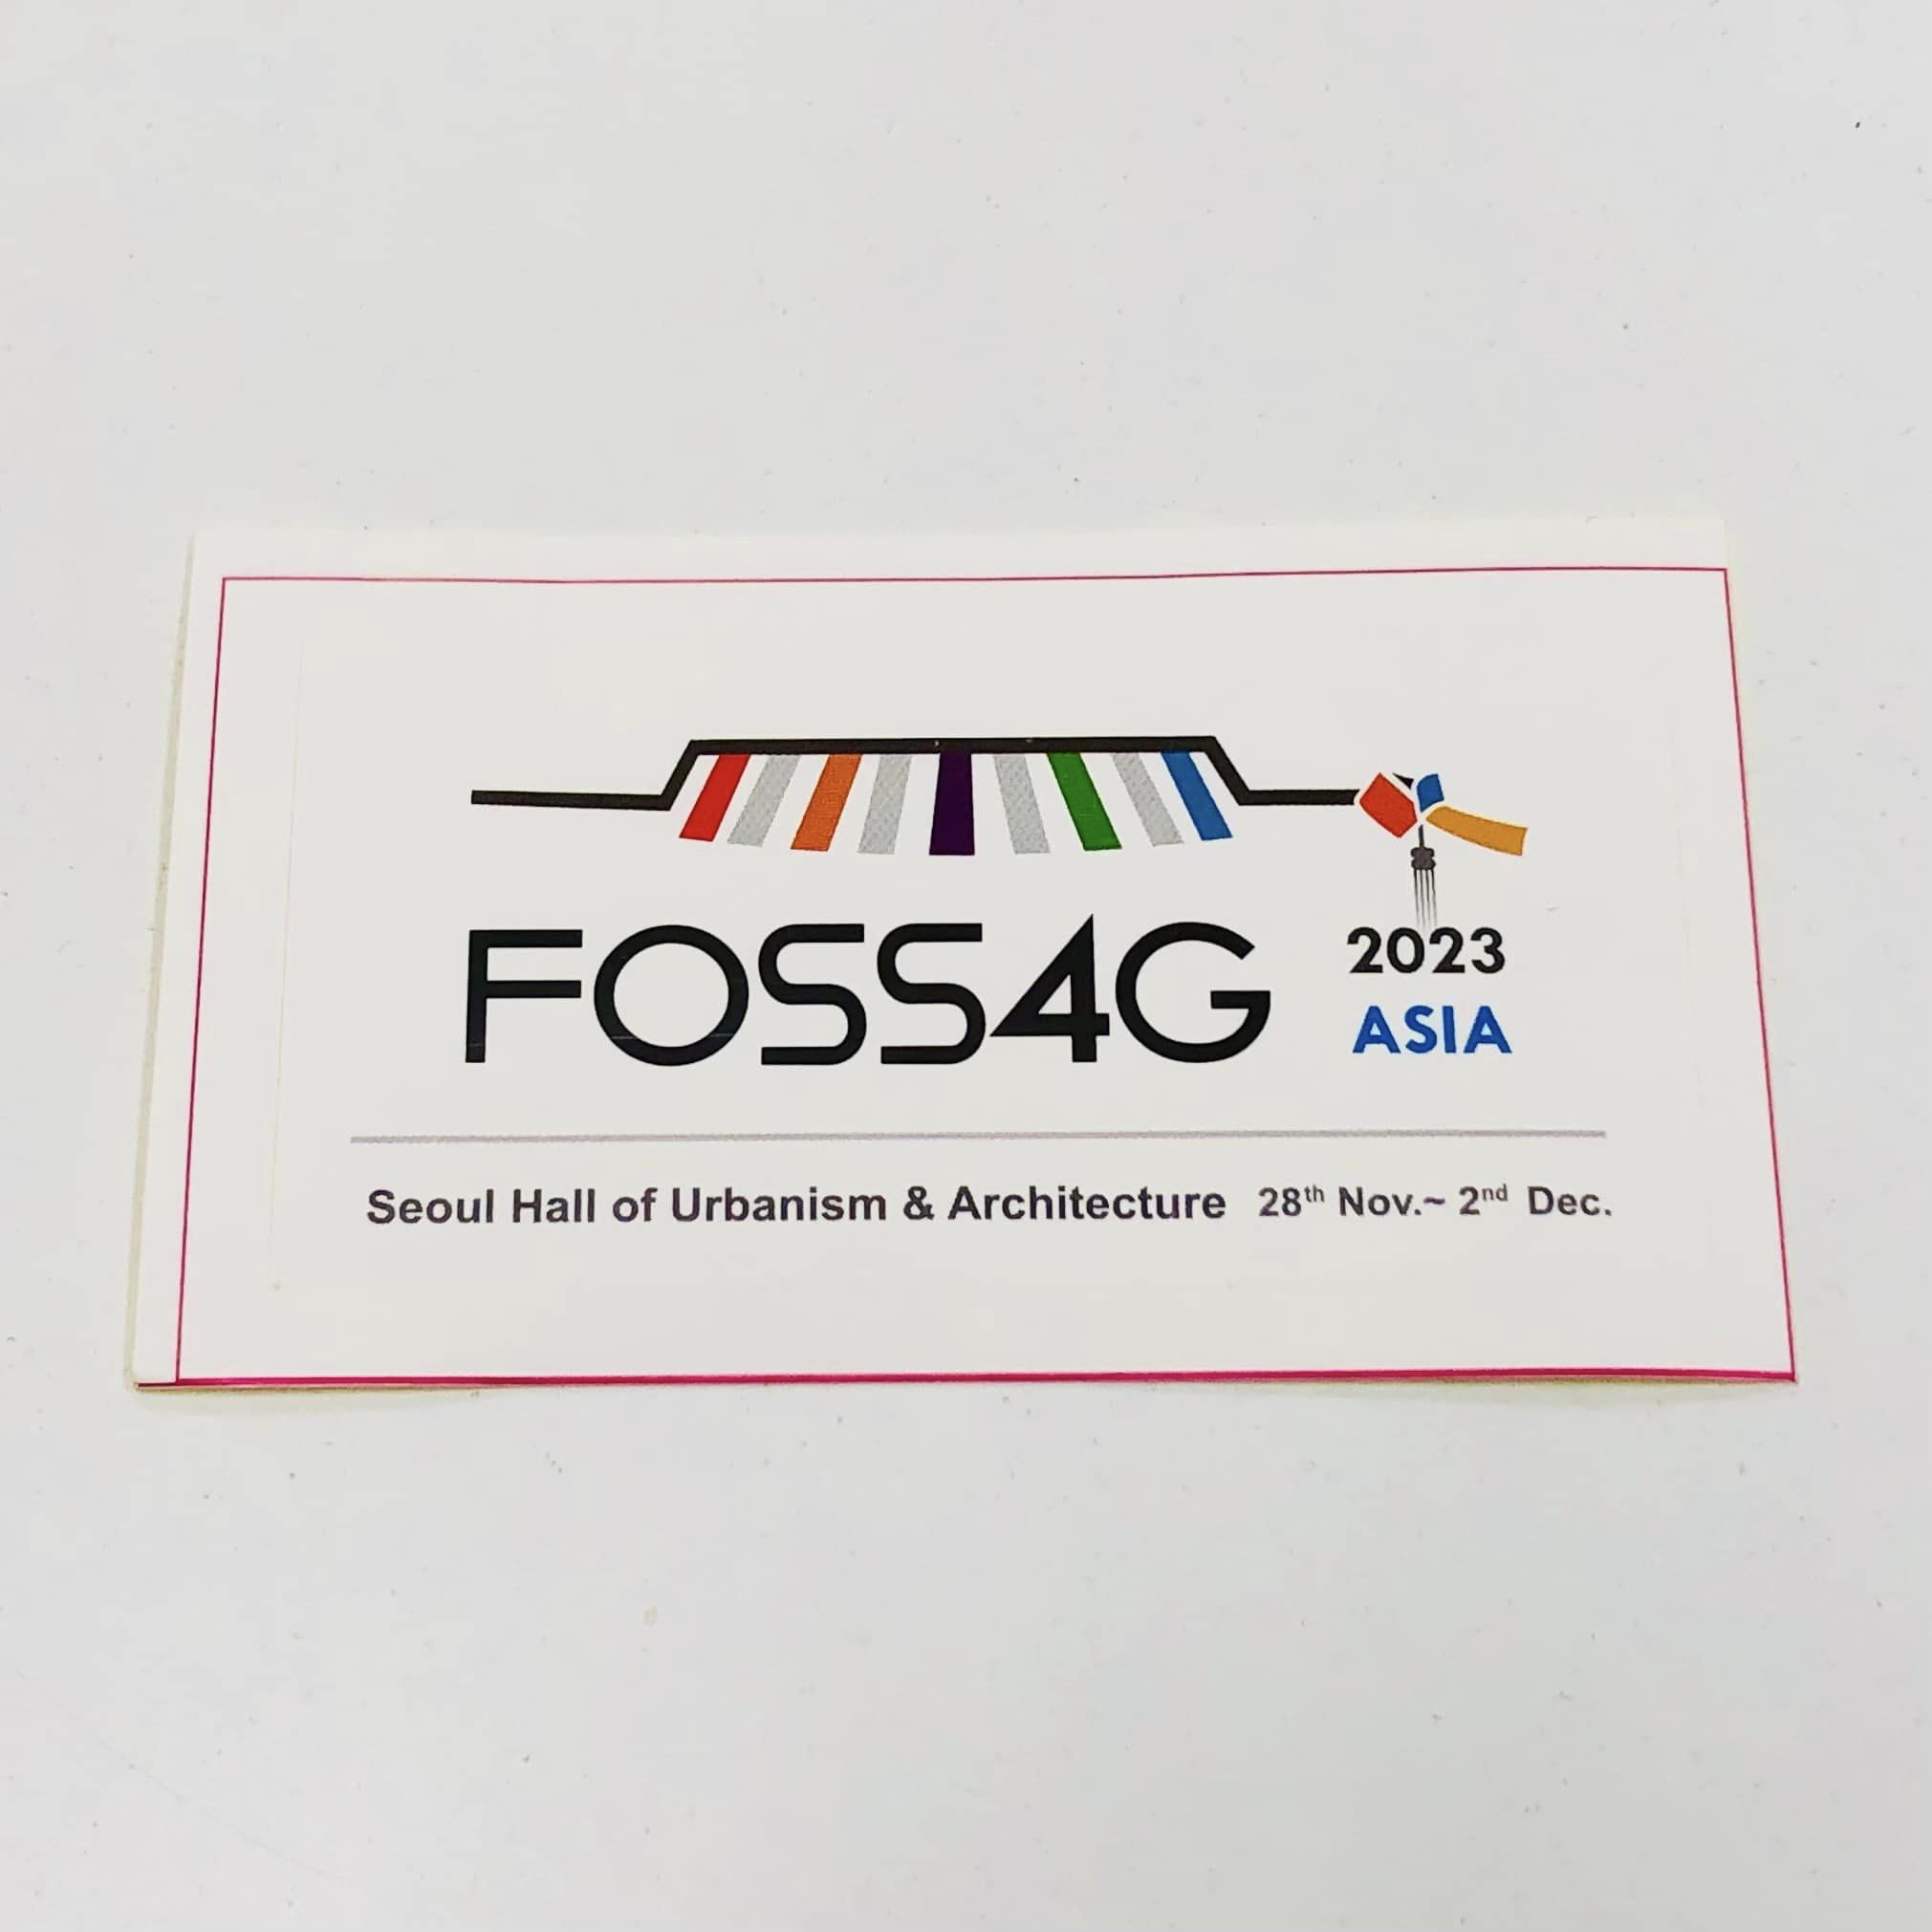 FOSS4G 2023
ASIA
Seoul Hall of Urbanism & Architecture 28th Nov.~ 2nd Dec.